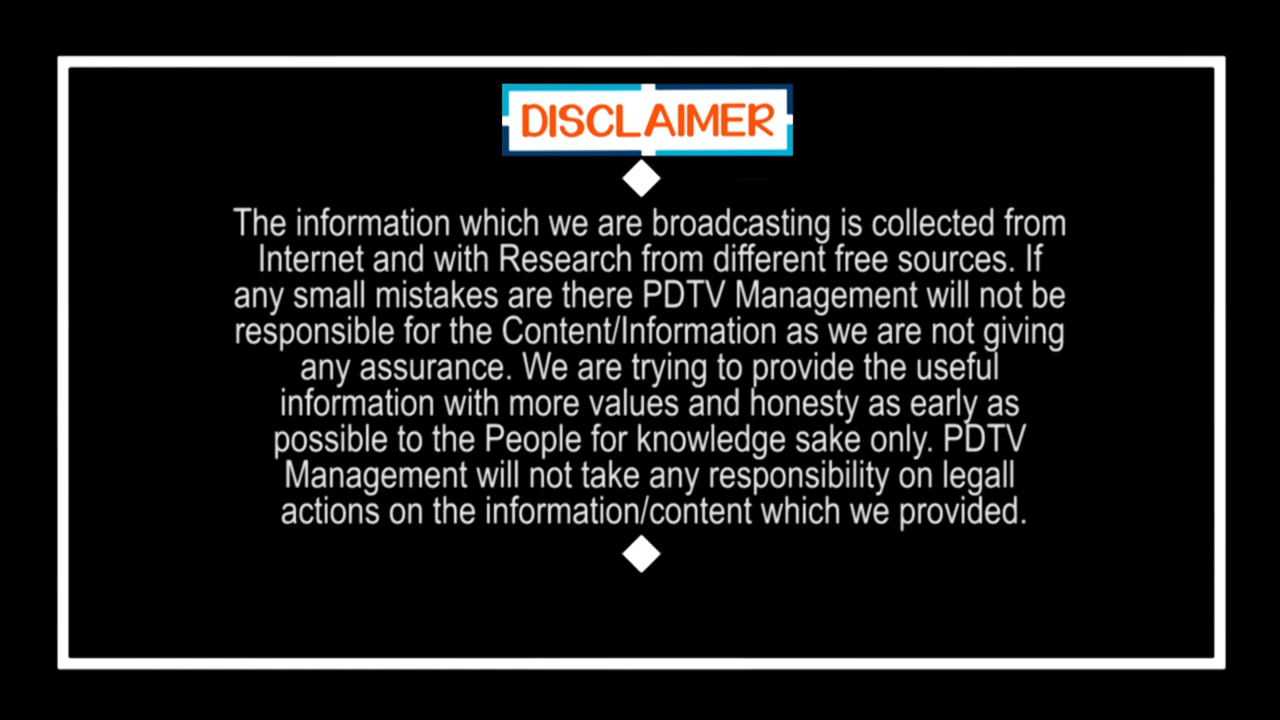 DISCLAIMER
The information which we are broadcasting is collected from
Internet and with Research from different free sources. If
any small mistakes are there PDTV Management will not be
responsible for the Content/Information as we are not giving
any assurance. We are trying to provide the useful
information with more values and honesty as early as
possible to the People for knowledge sake only. PDTV
Management will not take any responsibility on legall
actions on the information/content which we provided.